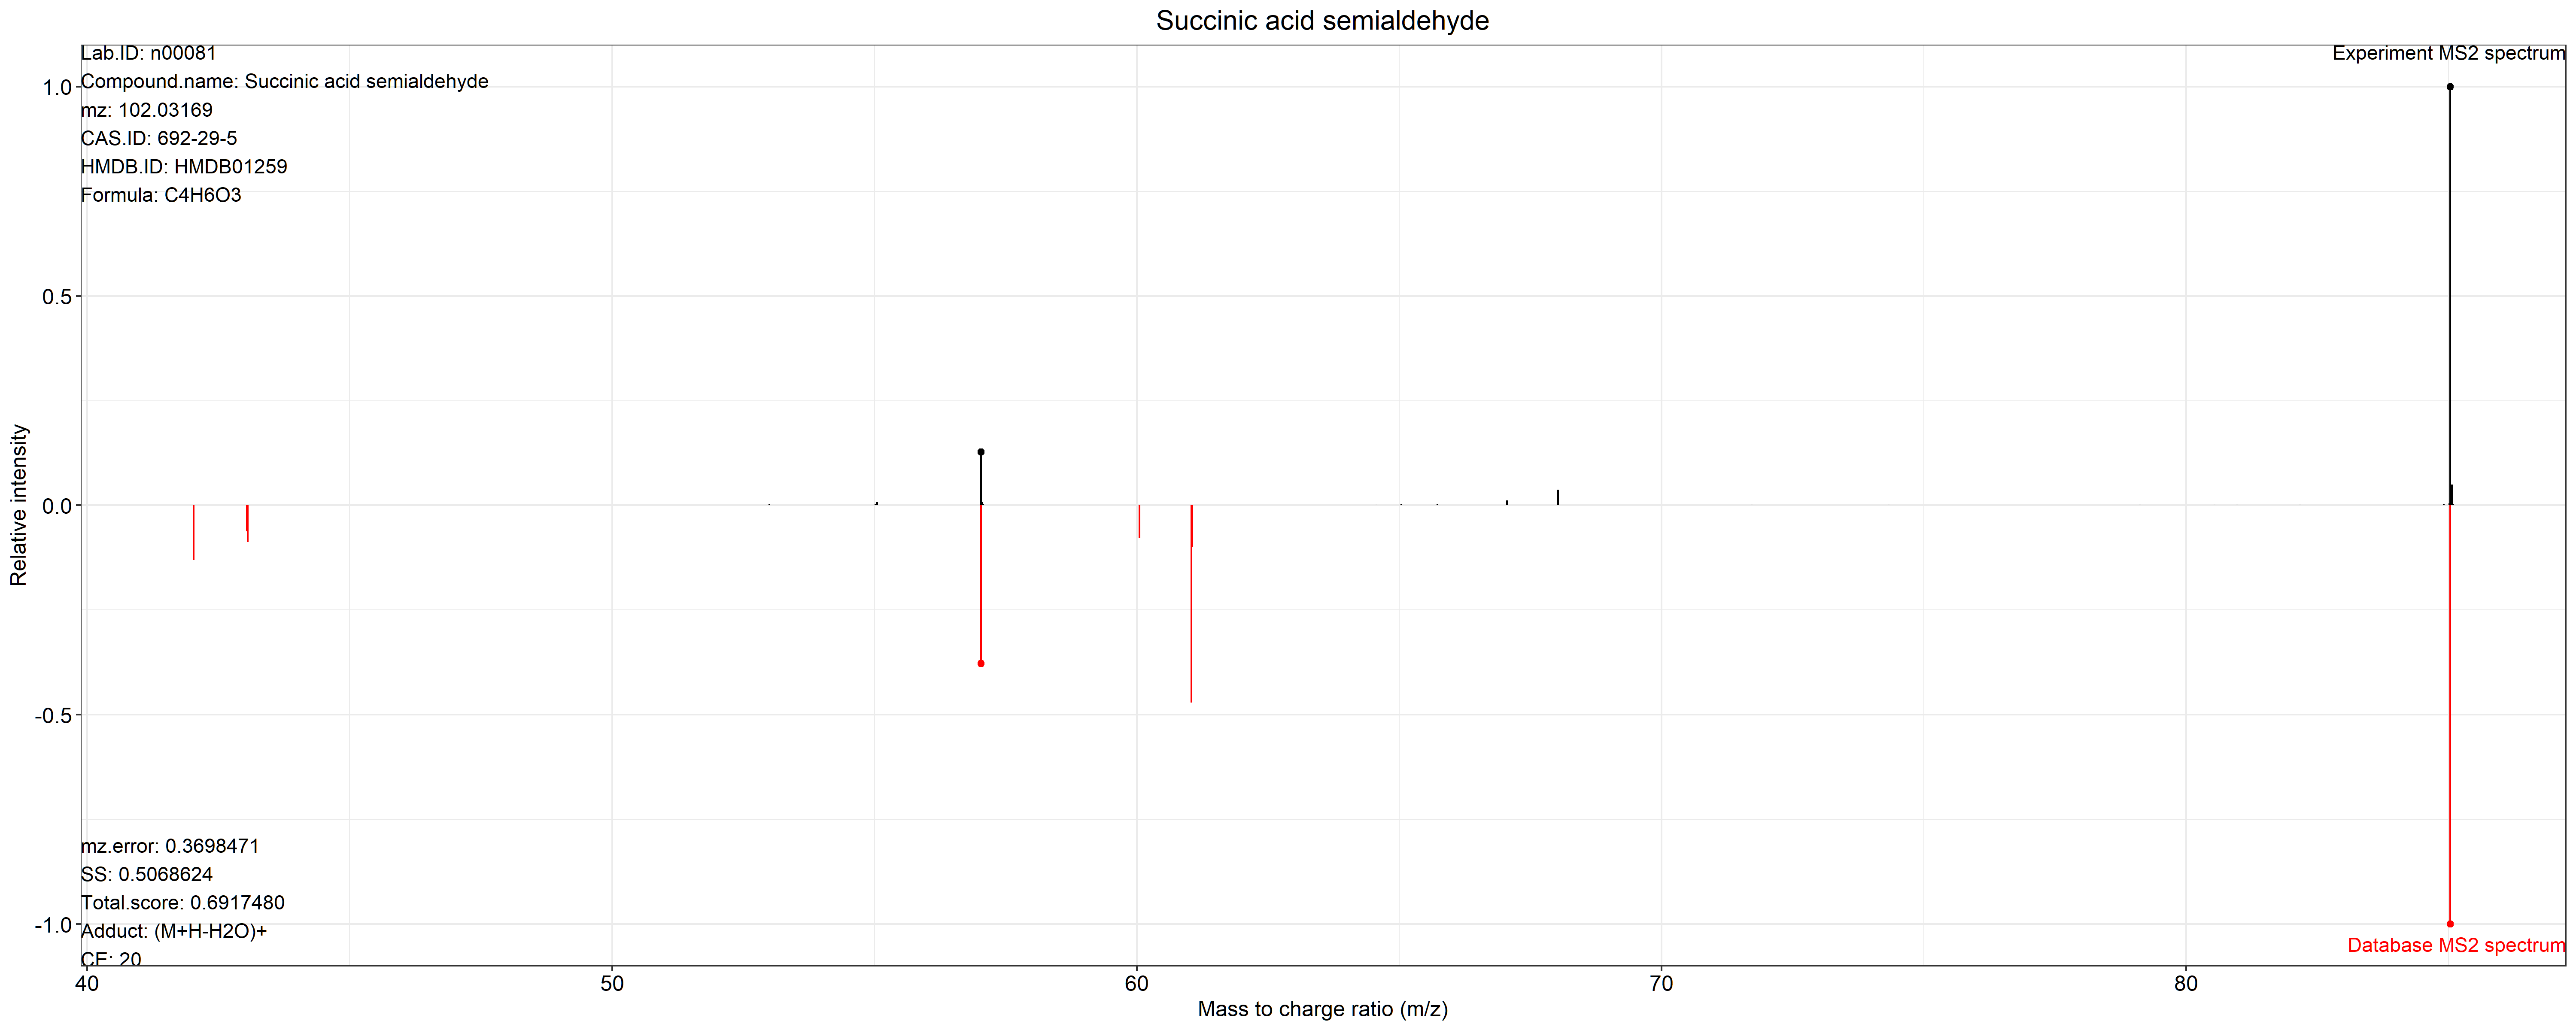 Succinic acid semialdehyde
Lab.ID: n00081
Experiment MS2 spectrum
Compound.name: Succinic acid semialdehyde
mz: 102.03169
CAS.ID: 692-29-5
HMDB.ID: HMDB01259
Formula: C4H6O3
1.0
0.5
0.0
-0.5
-1.0
Relative intensity
mz.error: 0.3698471
SS: 0.5068624
Total.score: 0.6917480
Adduct: (M+H-H2O)+
CE: 20
Database MS2 spectrum
40 50 60 70 80
Mass to charge ratio (m/z)